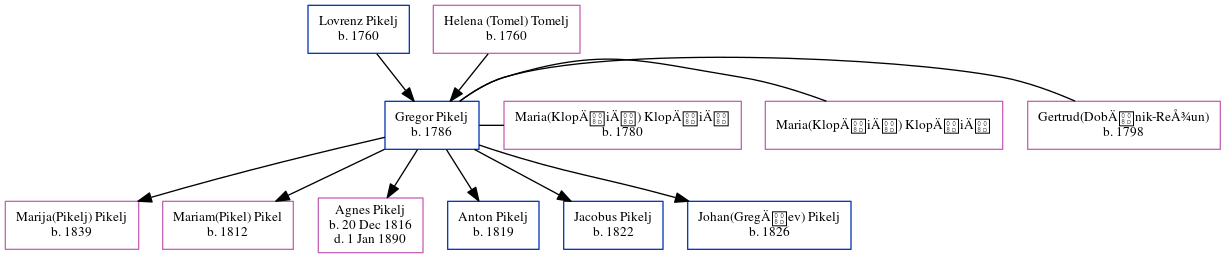 Lovrenz Pikelj
b. 1760
Helena (Tomel) Tomelj
b. 1760
Gregor Pikelj
b. 1786
Maria(KlopÄiÄ) KlopÄiÄ
b. 1780
Maria(KlopÄiÄ) KlopÄiÄ
Gertrud(DobÄnik-ReÅ¾un)
b. 1798
Marija(Pikelj) Pikelj
b. 1839
Mariam(Pikel) Pikel
b. 1812
Agnes Pikelj
b. 20 Dec 1816
d. 1 Jan 1890
Anton Pikelj
b. 1819
Jacobus Pikelj
b. 1822
Johan(GregÄev) Pikelj
b. 1826